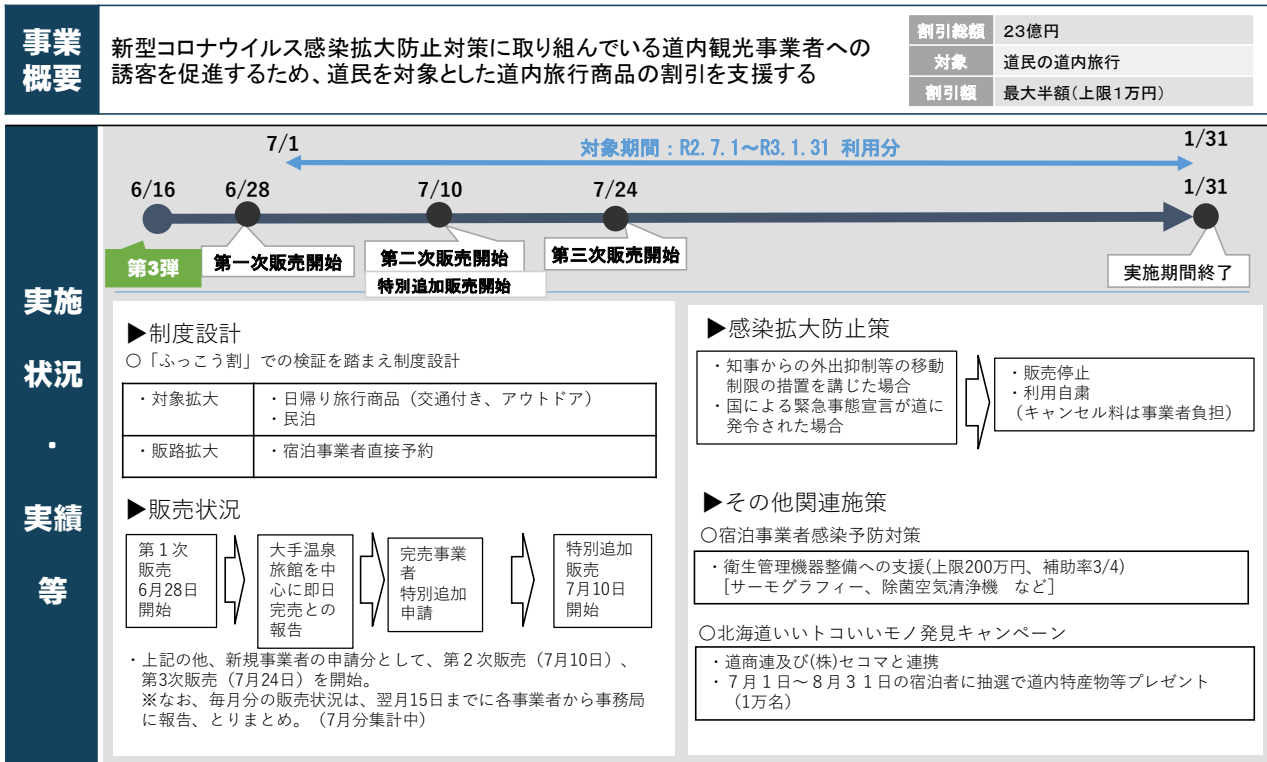 事業
概要
新型コロナウイルス感染拡大防止対策に取り組んでいる道内観光事業者への
誘客を促進するため、道民を対象とした道内旅行商品の割引を支援する
割引総額 23億円
対象 道民の道内旅行
割引額 最大半額(上限1万円)
実施
状況
・
実績
等
7/1 対象期間：R2.7.1～R3.1.31 利用分 1/31
6/16 6/28 7/10 7/24 1/31
第3弾
第一次販売開始
第二次販売開始
特別追加販売開始
第三次販売開始
実施期間終了
▶制度設計
○「ふっこう割」での検証を踏まえ制度設計
・対象拡大 ・日帰り旅行商品（交通付き、アウトドア）
・民泊
・販路拡大 ・宿泊事業者直接予約
▶販売状況
第１次
販売
6月28日
開始
大手温泉
旅館を中
心に即日
完売との
報告
完売事業
者
特別追加
申請
特別追加
販売
7月10日
開始
・上記の他、新規事業者の申請分として、第２次販売（7月10日）、
第3次販売（7月24日）を開始。
※なお、毎月分の販売状況は、翌月15日までに各事業者から事務局
に報告、とりまとめ。（7月分集計中）
▶感染拡大防止策
・知事からの外出抑制等の移動
制限の措置を講じた場合
・国による緊急事態宣言が道に
発令された場合
・販売停止
・利用自粛
（キャンセル料は事業者負担）
▶その他関連施策
○宿泊事業者感染予防対策
・衛生管理機器整備への支援(上限200万円、補助率3/4)
［サーモグラフィー、除菌空気清浄機　など］
○北海道いいトコいいモノ発見キャンペーン
・道商連及び(株)セコマと連携
・７月１日～８月３１日の宿泊者に抽選で道内特産物等プレゼント
（1万名）